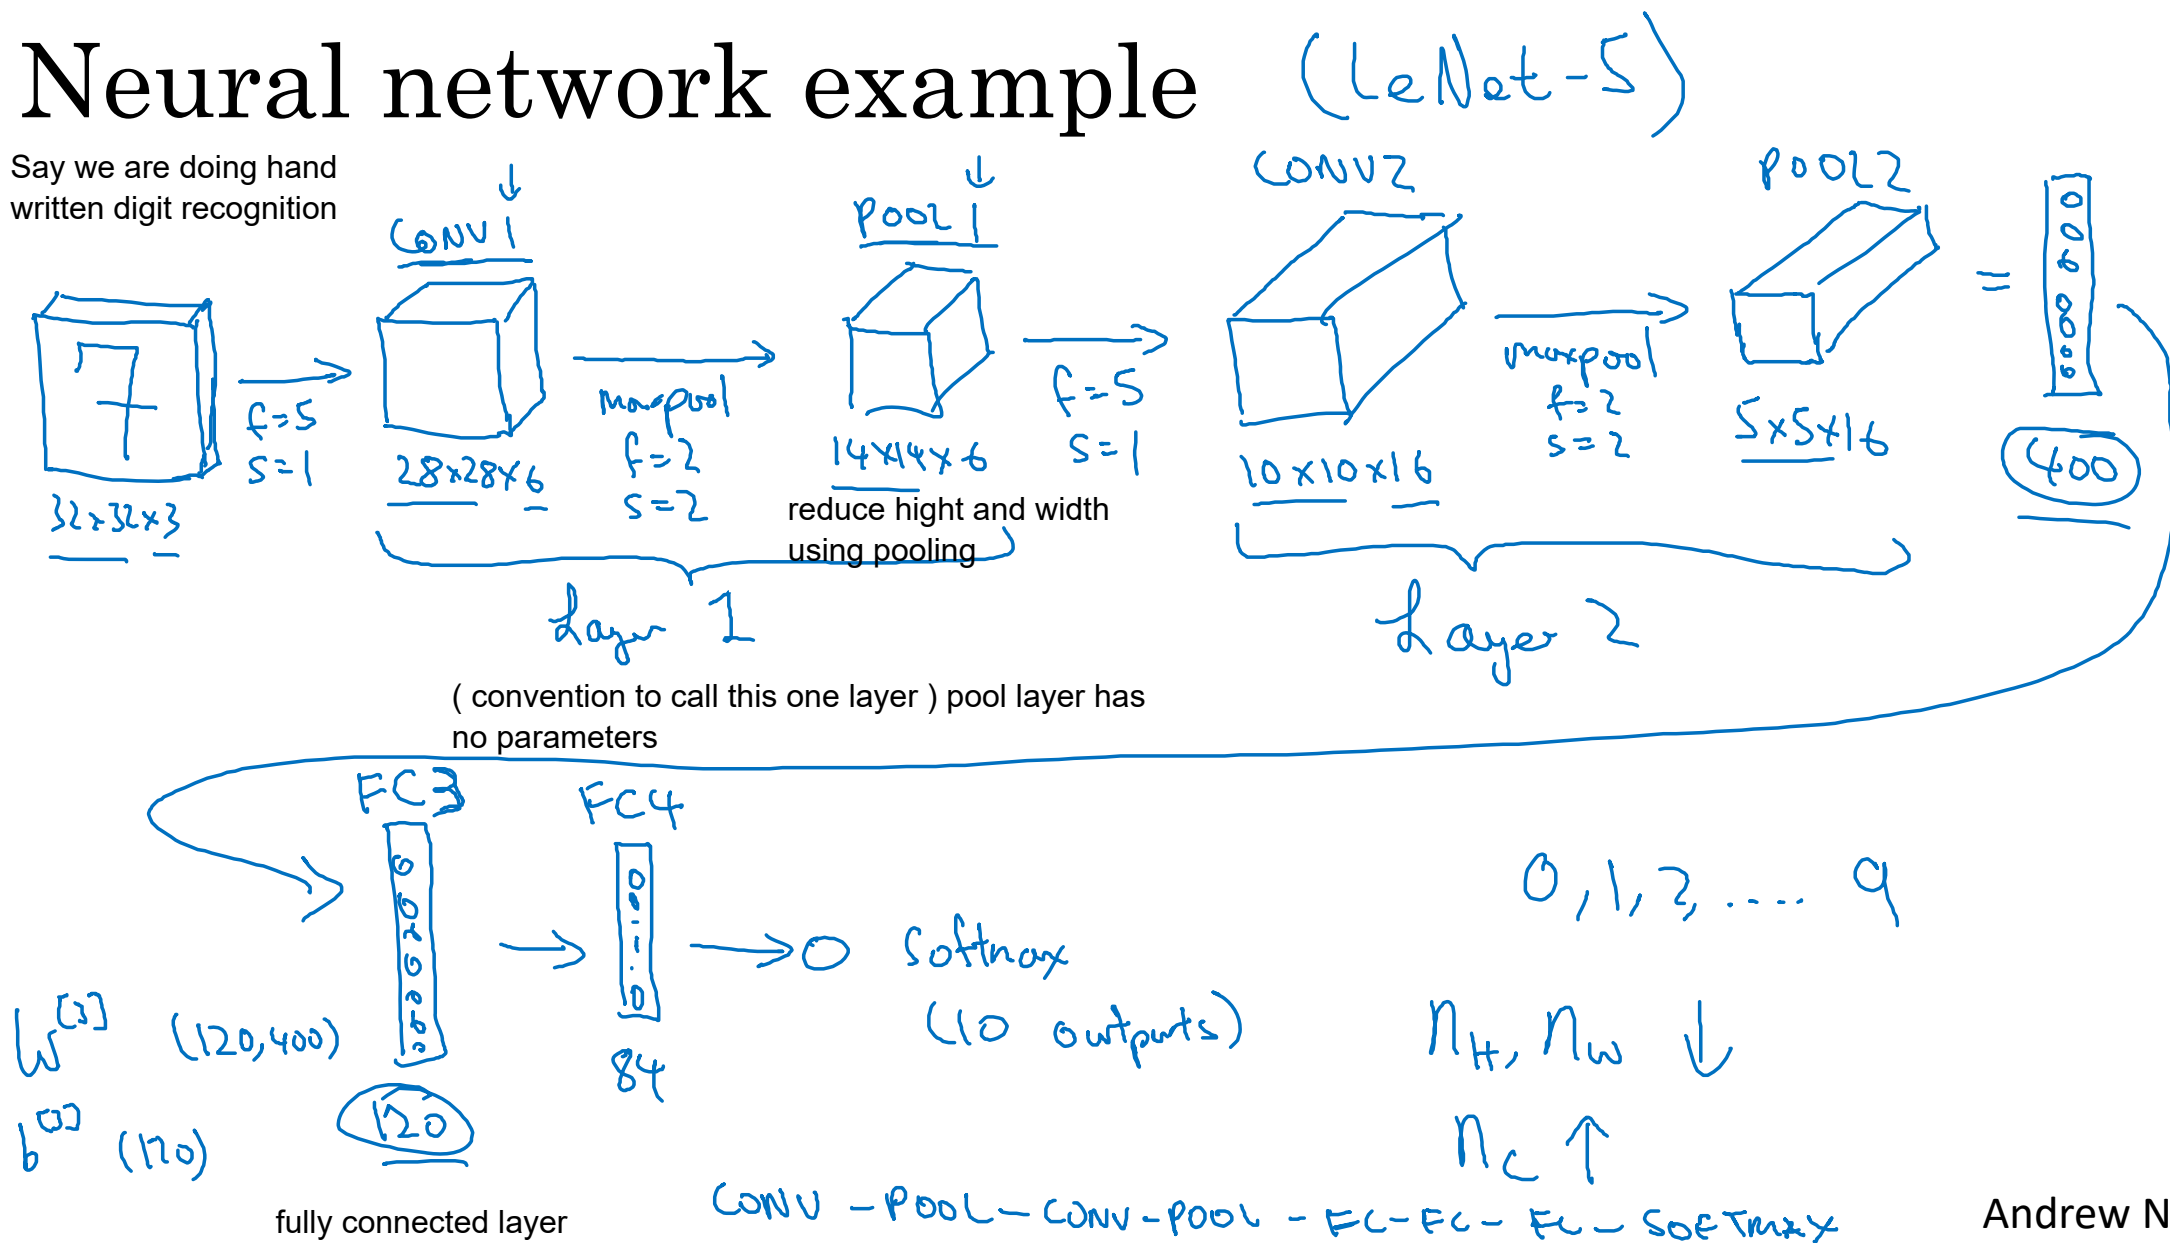 Neural network example (LeNet-5)
Say we are doing hand
written digit recognition
CONV1
POOL1
CONV2
POOL2
7
32x32x3
f=5
s=1
28x28x6
maxpool
f=2
s=2
14x14x6
reduce hight and width
using pooling
f=5
s=1
10x10x16
maxpool
f=2
s=2
5x5x16
=
400
Layer 1
Layer 2
( convention to call this one layer ) pool layer has
no parameters
FC3
FC4
0,1,2,.... 9
Softmax
(10 outputs)
W[3] (120,400)
b[3] (120)
120
84
nH, nW ↓
nC ↑
fully connected layer
CONV-POOL-CONV-POOL-FC-FC-FC-SOFTMAX
Andrew N